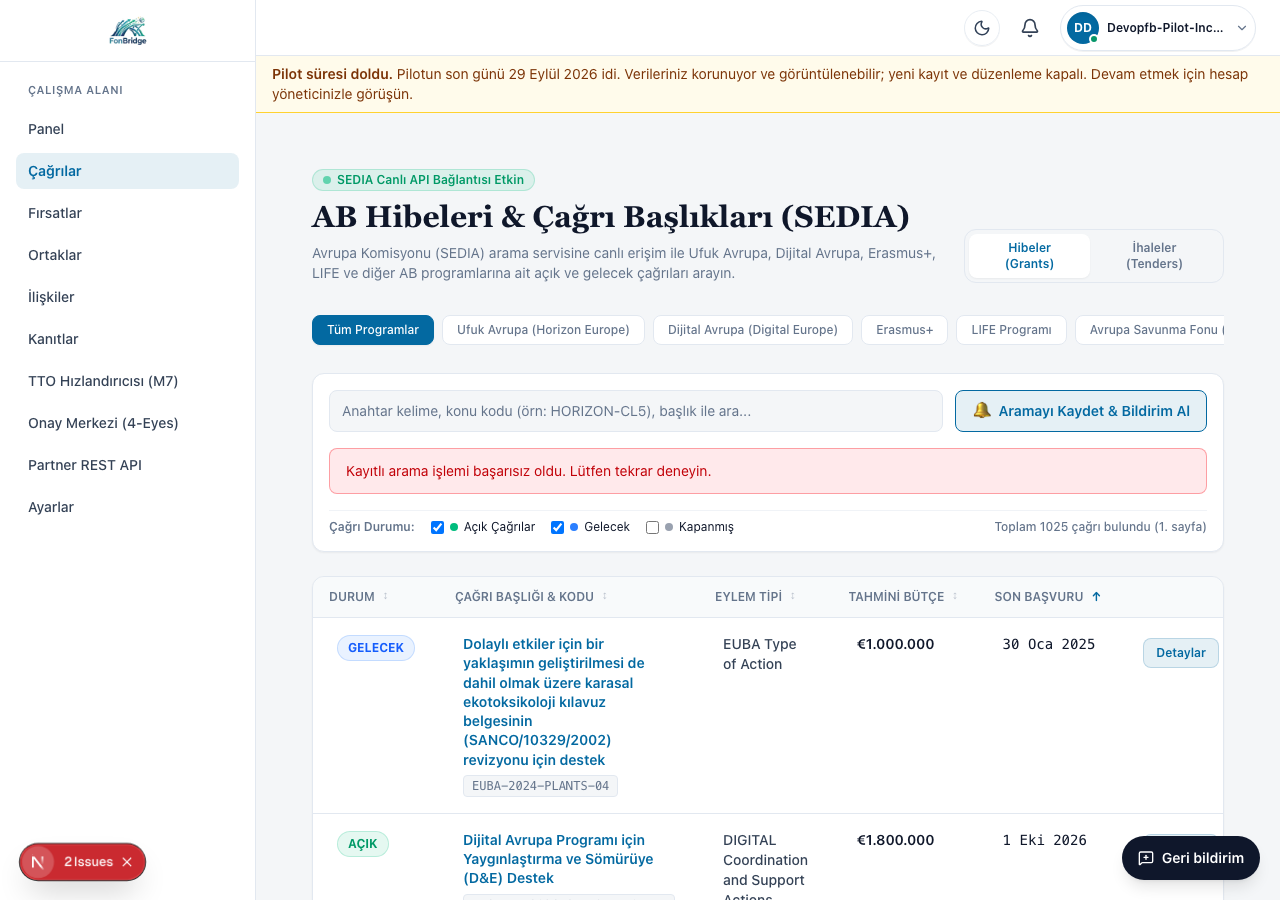 FonBridge
DD
Devopfb-Pilot-Inc...
Pilot süresi doldu. Pilotun son günü 29 Eylül 2026 idi. Verileriniz korunuyor ve görüntülenebilir; yeni kayıt ve düzenleme kapalı. Devam etmek için hesap
yöneticinizle görüşün.
ÇALIŞMA ALANI
Panel
Çağrılar
Fırsatlar
Ortaklar
İlişkiler
Kanıtlar
TTO Hızlandırıcısı (M7)
Onay Merkezi (4-Eyes)
Partner REST API
Ayarlar
SEDIA Canlı API Bağlantısı Etkin
AB Hibeleri & Çağrı Başlıkları (SEDIA)
Avrupa Komisyonu (SEDIA) arama servisine canlı erişim ile Ufuk Avrupa, Dijital Avrupa, Erasmus+,
LIFE ve diğer AB programlarına ait açık ve gelecek çağrıları arayın.
Hibeler
(Grants)
İhaleler
(Tenders)
Tüm Programlar
Ufuk Avrupa (Horizon Europe)
Dijital Avrupa (Digital Europe)
Erasmus+
LIFE Programı
Avrupa Savunma Fonu (
Anahtar kelime, konu kodu (örn: HORIZON-CL5), başlık ile ara...
Aramayı Kaydet & Bildirim Al
Kayıtlı arama işlemi başarısız oldu. Lütfen tekrar deneyin.
Çağrı Durumu:
Açık Çağrılar
Gelecek
Kapanmış
Toplam 1025 çağrı bulundu (1. sayfa)
DURUM
ÇAĞRI BAŞLIĞI & KODU
EYLEM TİPİ
TAHMİNİ BÜTÇE
SON BAŞVURU
GELECEK
Dolaylı etkiler için bir
yaklaşımın geliştirilmesi de
dahil olmak üzere karasal
ekotoksikoloji kılavuz
belgesinin
(SANCO/10329/2002)
revizyonu için destek
EUBA-2024-PLANTS-04
EUBA Type
of Action
€1.000.000
30 Oca 2025
Detaylar
AÇIK
Dijital Avrupa Programı için
Yaygınlaştırma ve Sömürüye
(D&E) Destek
DIGITAL
Coordination
and Support
Actions
€1.800.000
1 Eki 2026
Geri bildirim
N
2 Issues